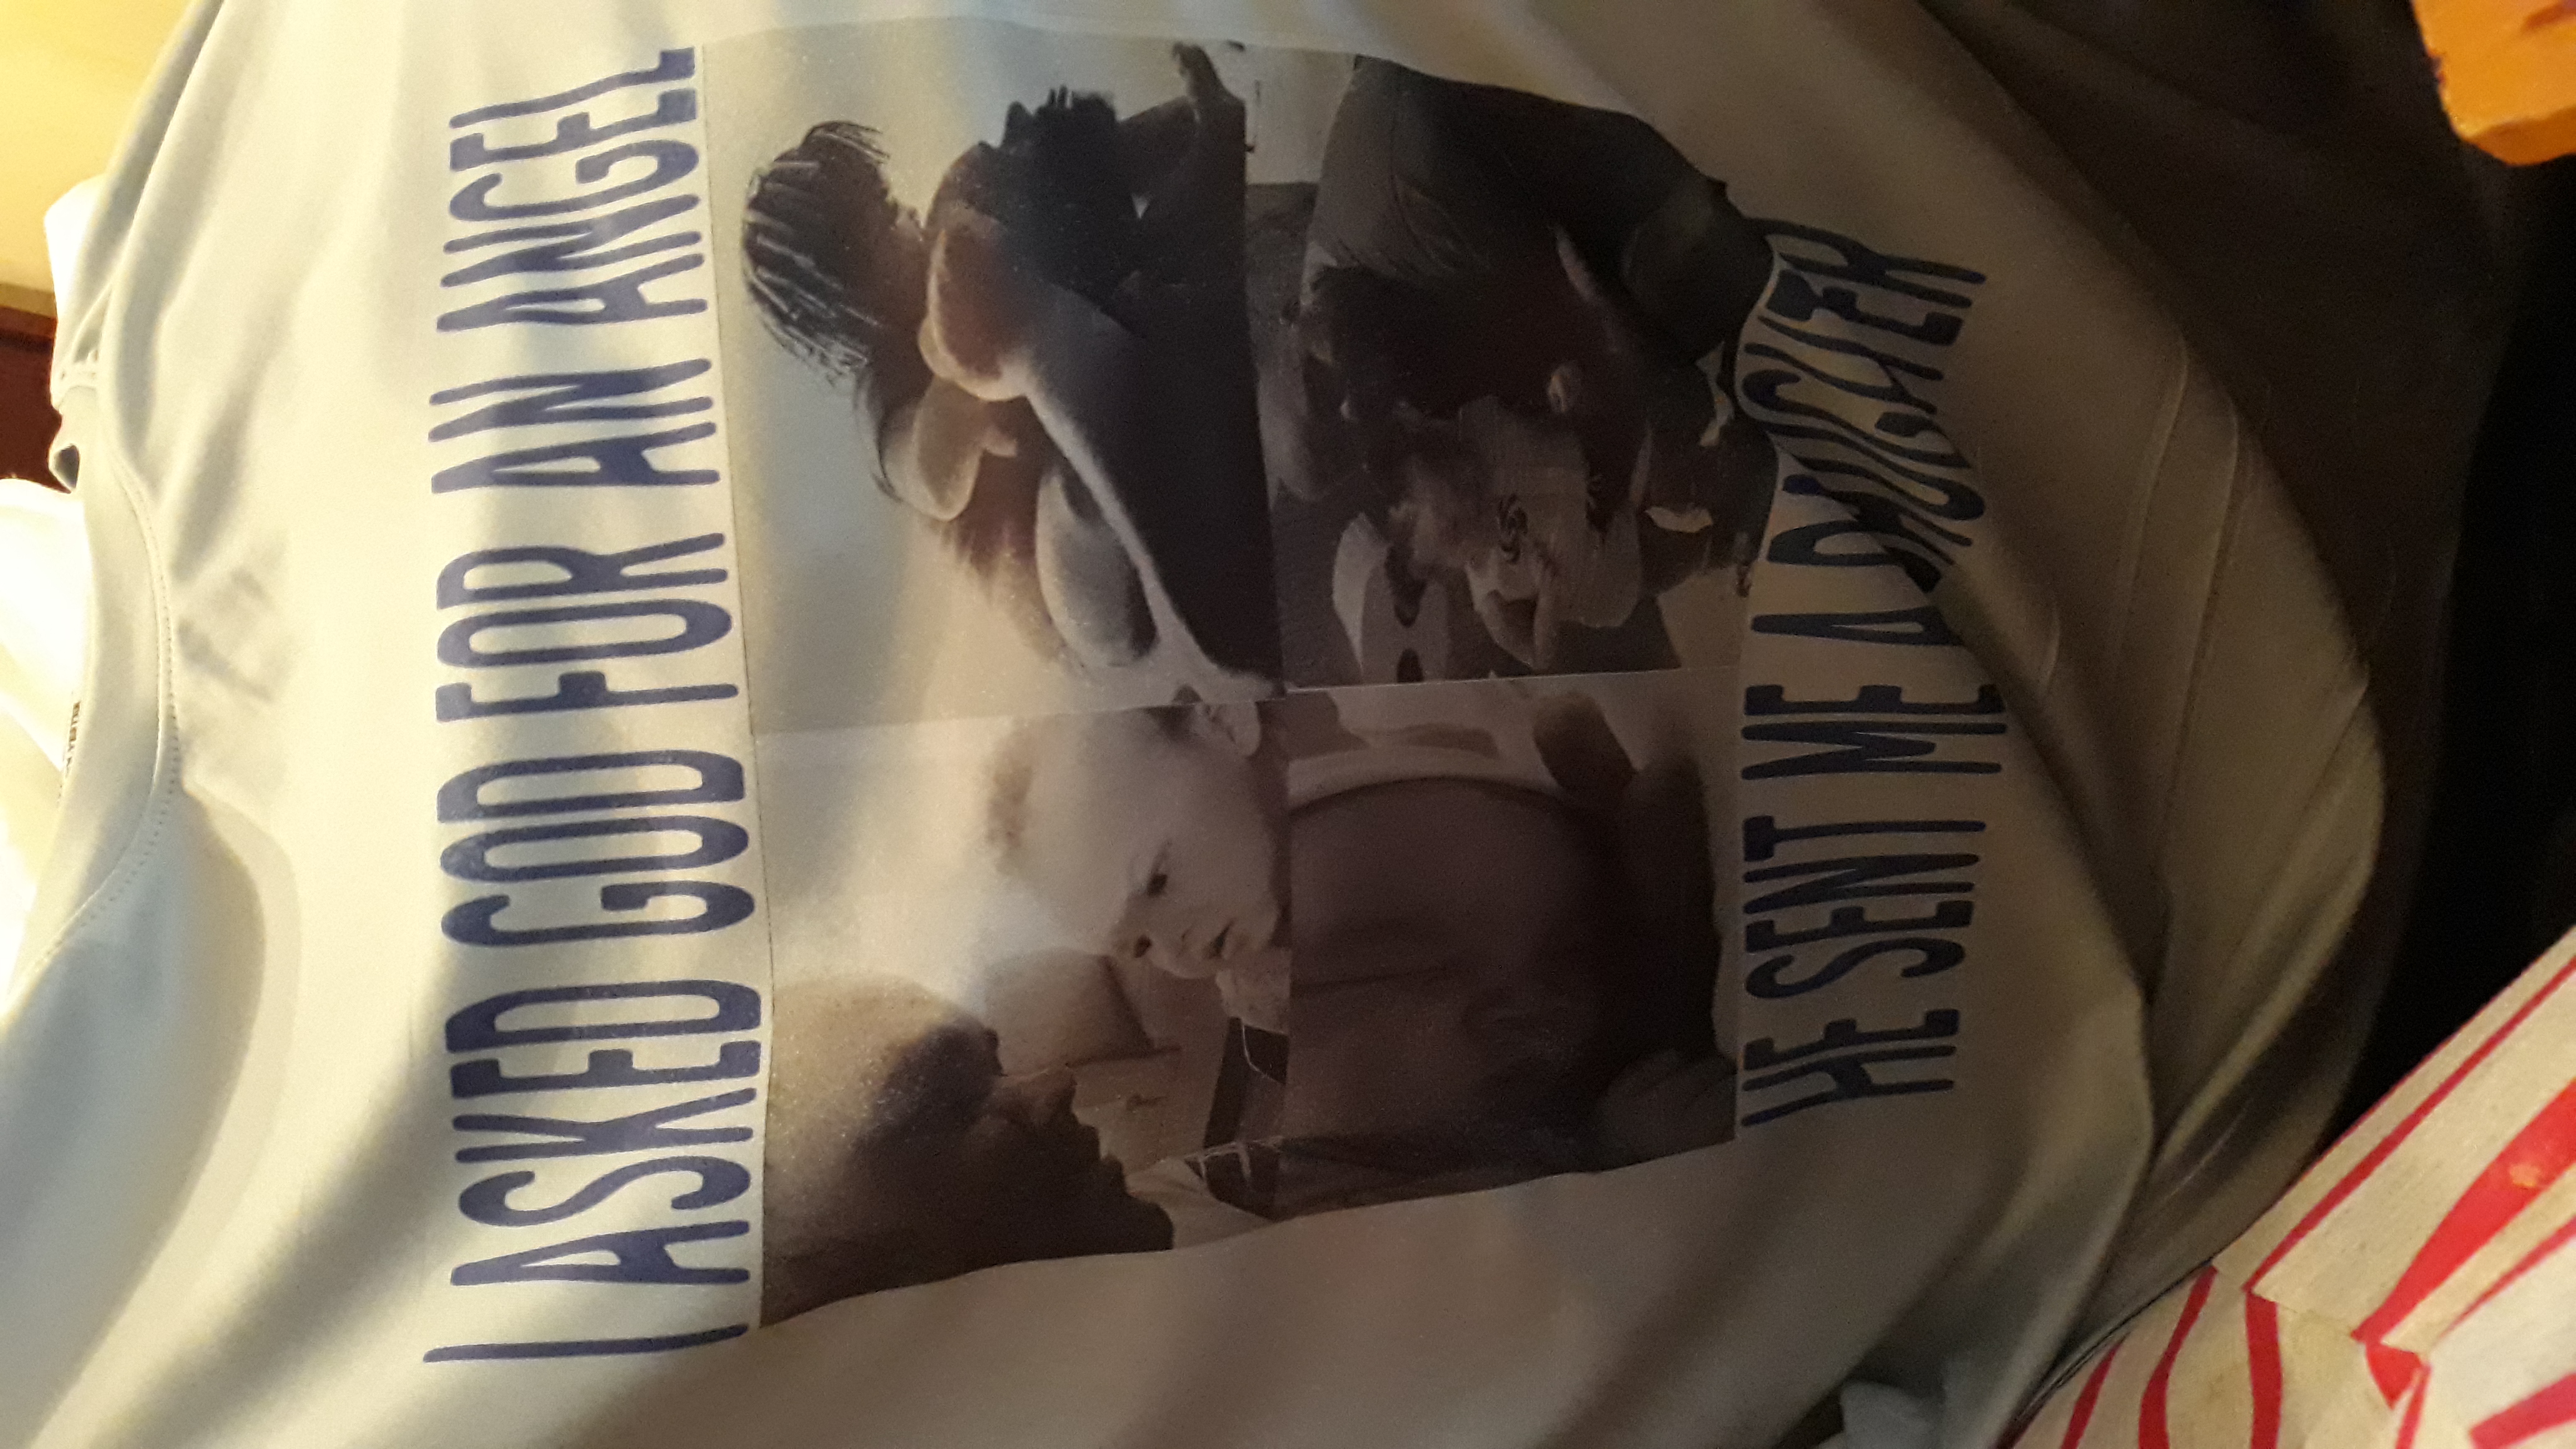 I ASKED GOD FOR AN ANGEL
HE SENT ME A